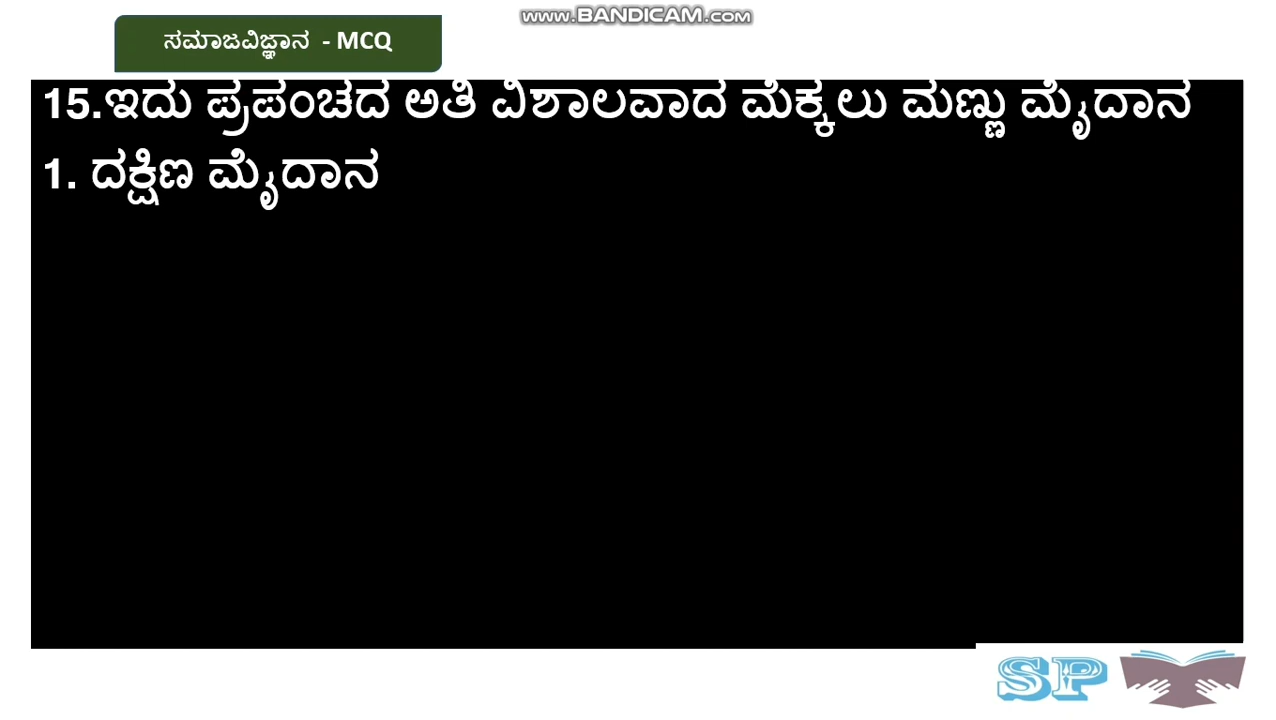 www.BANDICAM.com
ಸಮಾಜವಿಜ್ಞಾನ - MCQ
15.ಇದು ಪ್ರಪಂಚದ ಅತಿ ವಿಶಾಲವಾದ ಮೆಕ್ಕಲು ಮಣ್ಣು ಮೈದಾನ
1. ದಕ್ಷಿಣ ಮೈದಾನ
SP